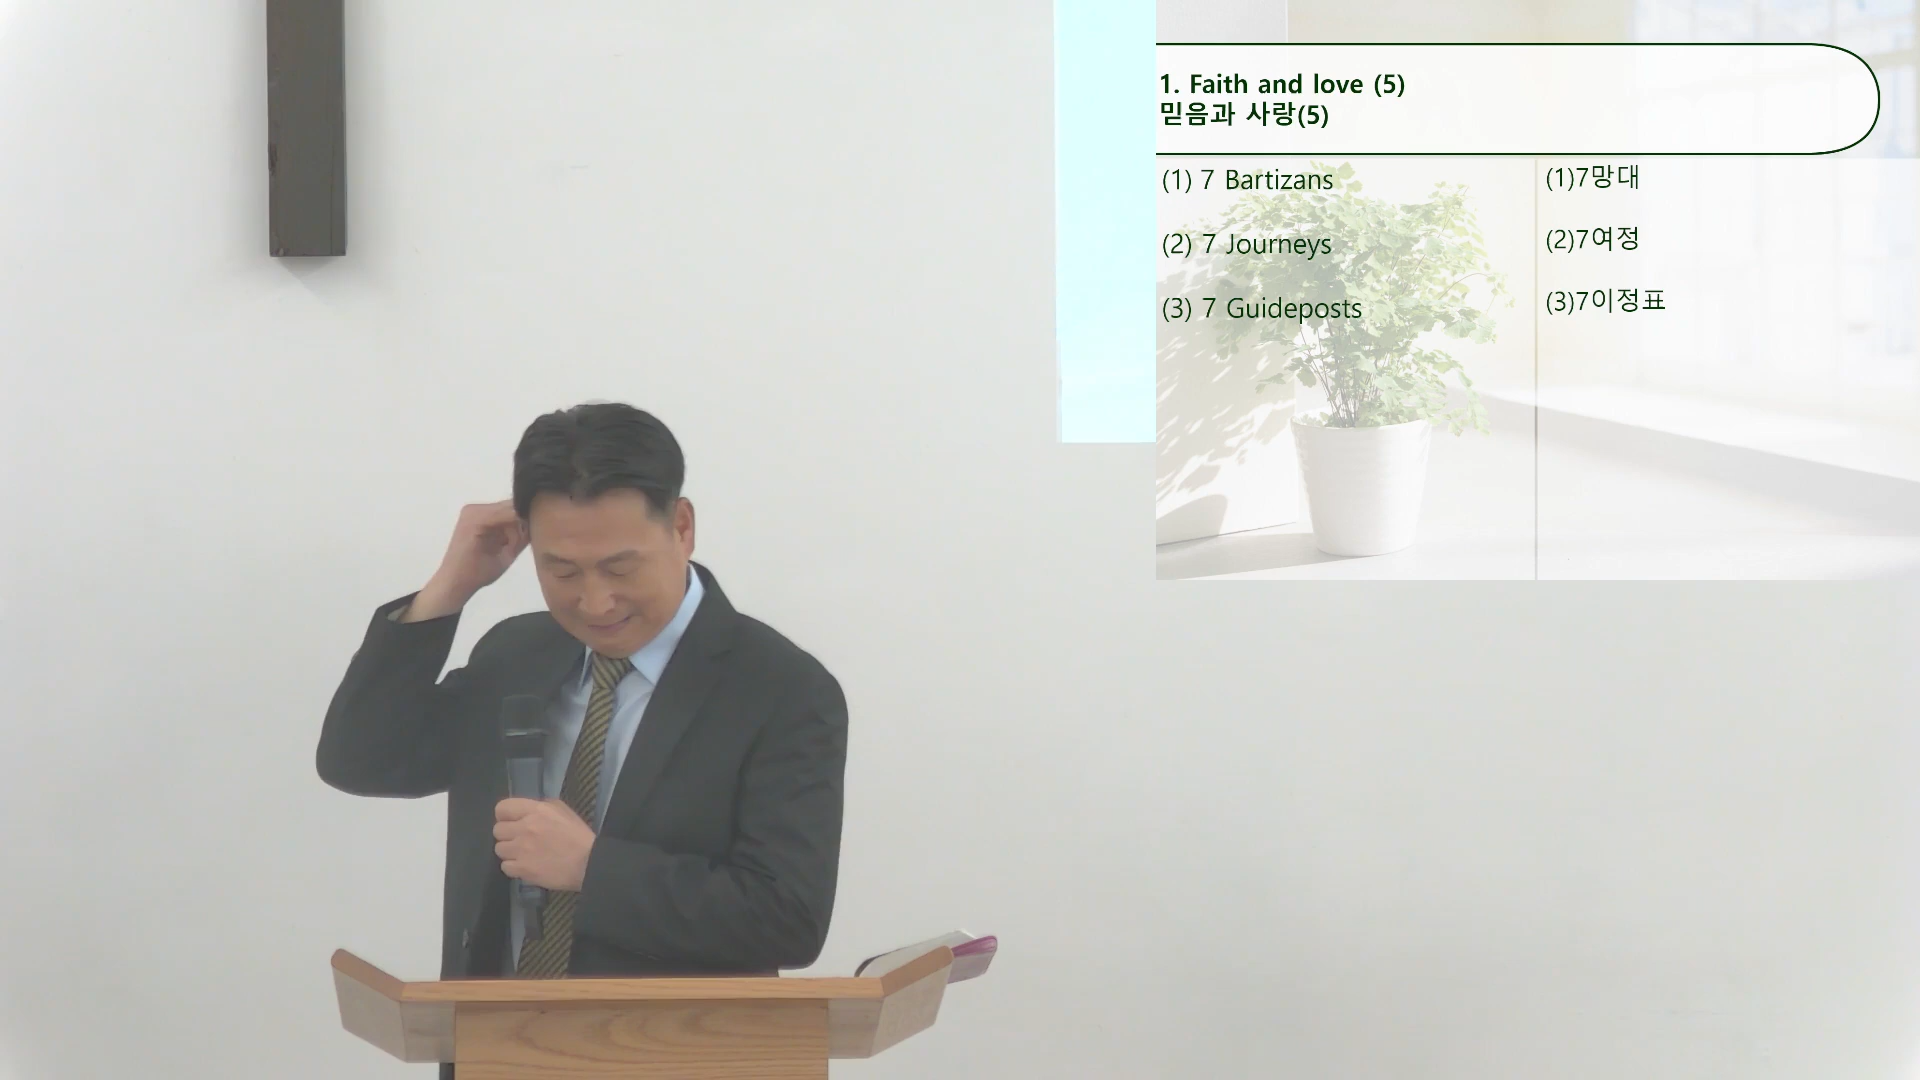 1. Faith and love (5)
믿음과 사랑(5)
(1) 7 Bartizans
(2) 7 Journeys
(3) 7 Guideposts
(1)7망대
(2)7여정
(3)7이정표